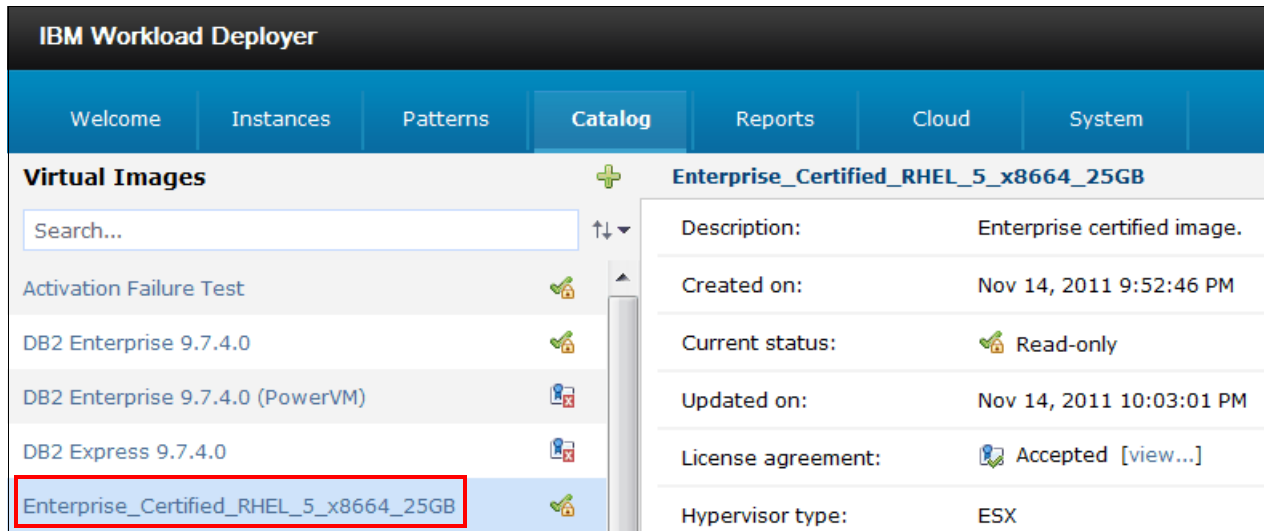 IBM Workload Deployer
Welcome Instances Patterns Catalog Reports Cloud System
Virtual Images
Search...
Activation Failure Test
DB2 Enterprise 9.7.4.0
DB2 Enterprise 9.7.4.0 (PowerVM)
DB2 Express 9.7.4.0
Enterprise_Certified_RHEL_5_x8664_25GB
Enterprise_Certified_RHEL_5_x8664_25GB
Description: Enterprise certified image.
Created on: Nov 14, 2011 9:52:46 PM
Current status: Read-only
Updated on: Nov 14, 2011 10:03:01 PM
License agreement: Accepted [view...]
Hypervisor type: ESX